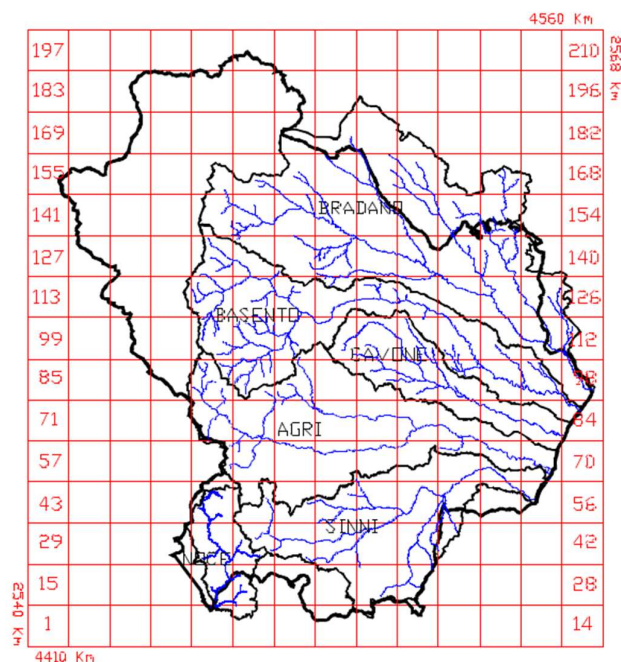 4560 Km
2568 Km
197 210
183 196
169 182
155 168
BRADANO
141 154
127 140
113 126
BASENTO
99 112
CAVONE
85 98
71 84
AGRI
57 70
43 56
SINNI
29 42
NOCE
15 28
2540 Km
1 14
4410 Km